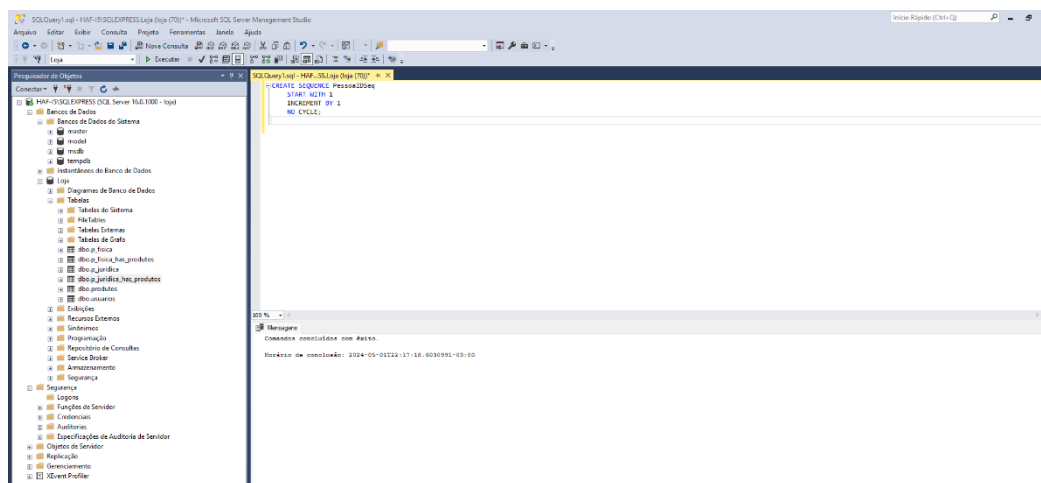 SQLQuery1.sql - HAF-I9\SQLEXPRESS.Loja (loja (70))* - Microsoft SQL Server Management Studio
Início Rápido (Ctrl+Q)
Arquivo Editar Exibir Consulta Projeto Ferramentas Janela Ajuda
Nova Consulta
Loja
Executar
Pesquisador de Objetos
SQLQuery1.sql - HAF...SS.Loja (loja (70))*
Conectar
HAF-I9\SQLEXPRESS (SQL Server 16.0.1000 - loja)
Bancos de Dados
Bancos de Dados do Sistema
master
model
msdb
tempdb
Instantâneos do Banco de Dados
Loja
Diagramas de Banco de Dados
Tabelas
Tabelas do Sistema
FileTables
Tabelas Externas
Tabelas de Grafo
dbo.p_fisica
dbo.p_fisica_has_produtos
dbo.p_juridica
dbo.p_juridica_has_produtos
dbo.produtos
dbo.usuarios
Exibições
Recursos Externos
Sinônimos
Programação
Repositório de Consultas
Service Broker
Armazenamento
Segurança
Segurança
Logons
Funções de Servidor
Credenciais
Auditorias
Especificações de Auditoria de Servidor
Objetos de Servidor
Replicação
Gerenciamento
XEvent Profiler
CREATE SEQUENCE PessoaIDSeq
START WITH 1
INCREMENT BY 1
NO CYCLE;
100 %
Mensagens
Comandos concluídos com êxito.
Horário de conclusão: 2024-05-01T22:17:18.6030991-03:00